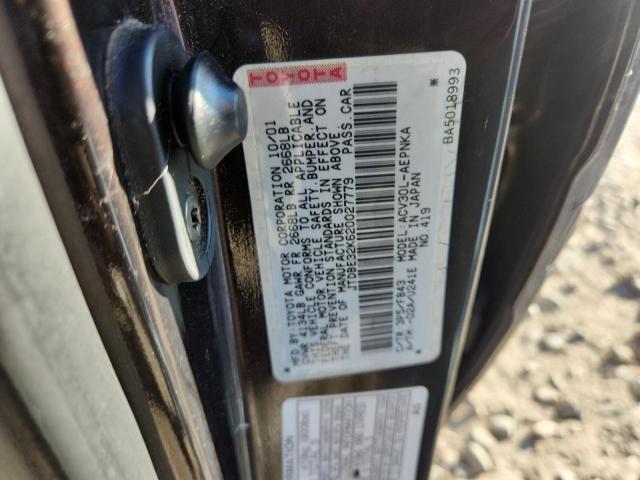 TOYOTA
MFD BY TOYOTA MOTOR CORPORATION 10/01
GVWR 4134LB GAWR FR 2668LB RR 2668LB
THIS VEHICLE CONFORMS TO ALL APPLICABLE
FEDERAL MOTOR VEHICLE SAFETY, BUMPER, AND
THEFT PREVENTION STANDARDS IN EFFECT ON
THE DATE OF MANUFACTURE SHOWN ABOVE.
JTDBE32K620027779 PASS.CAR
C/TR 3P5/FB43 MODEL: ACV30L-AEPNKA
A/TM -02A/U241E MADE IN JAPAN
NO 419
BA5018993